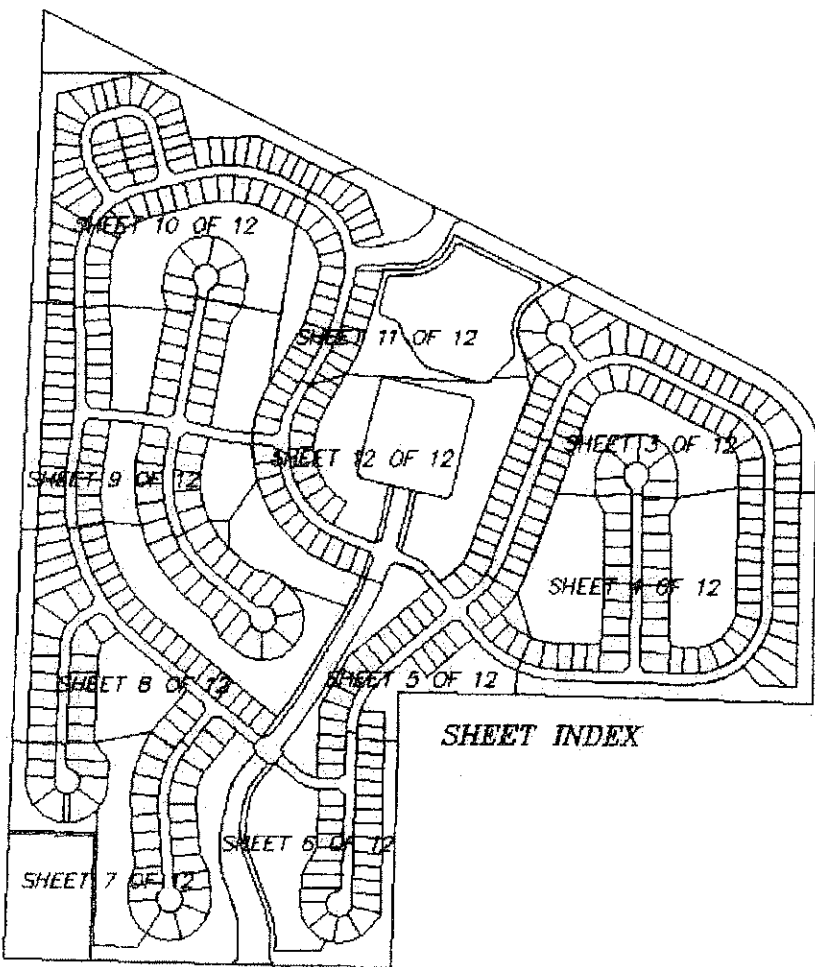 SHEET 10 OF 12
SHEET 11 OF 12
SHEET 3 OF 12
SHEET 12 OF 12
SHEET 9 OF 12
SHEET 4 OF 12
SHEET 8 OF 12
SHEET 5 OF 12
SHEET INDEX
SHEET 6 OF 12
SHEET 7 OF 12